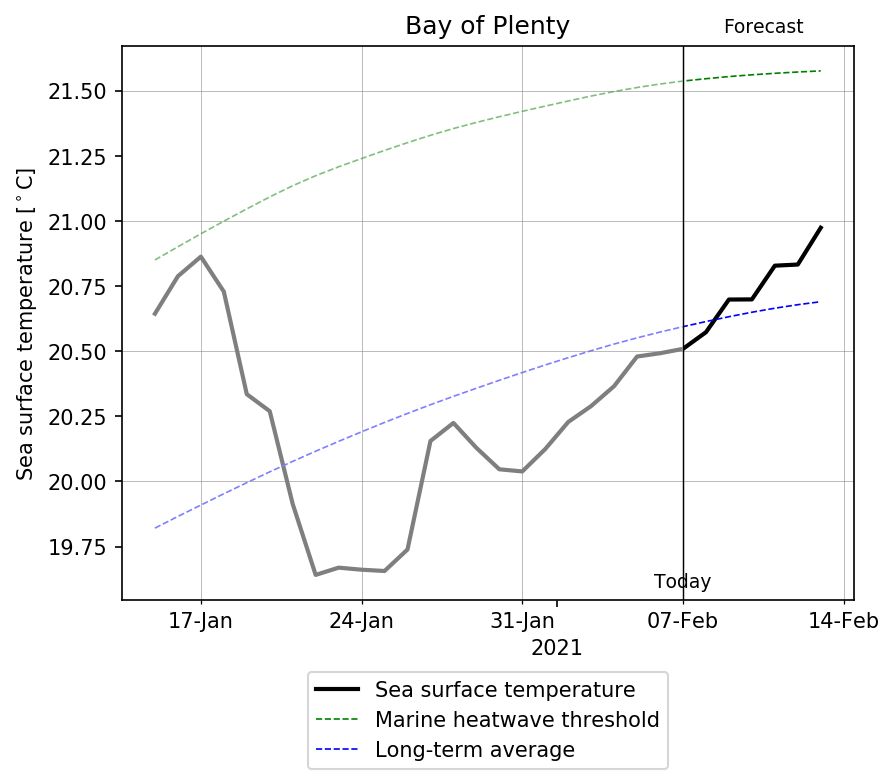 Bay of Plenty
Forecast
Sea surface temperature [°C]
21.50
21.25
21.00
20.75
20.50
20.25
20.00
19.75
Today
17-Jan 24-Jan 31-Jan 07-Feb 14-Feb
2021
Sea surface temperature
Marine heatwave threshold
Long-term average